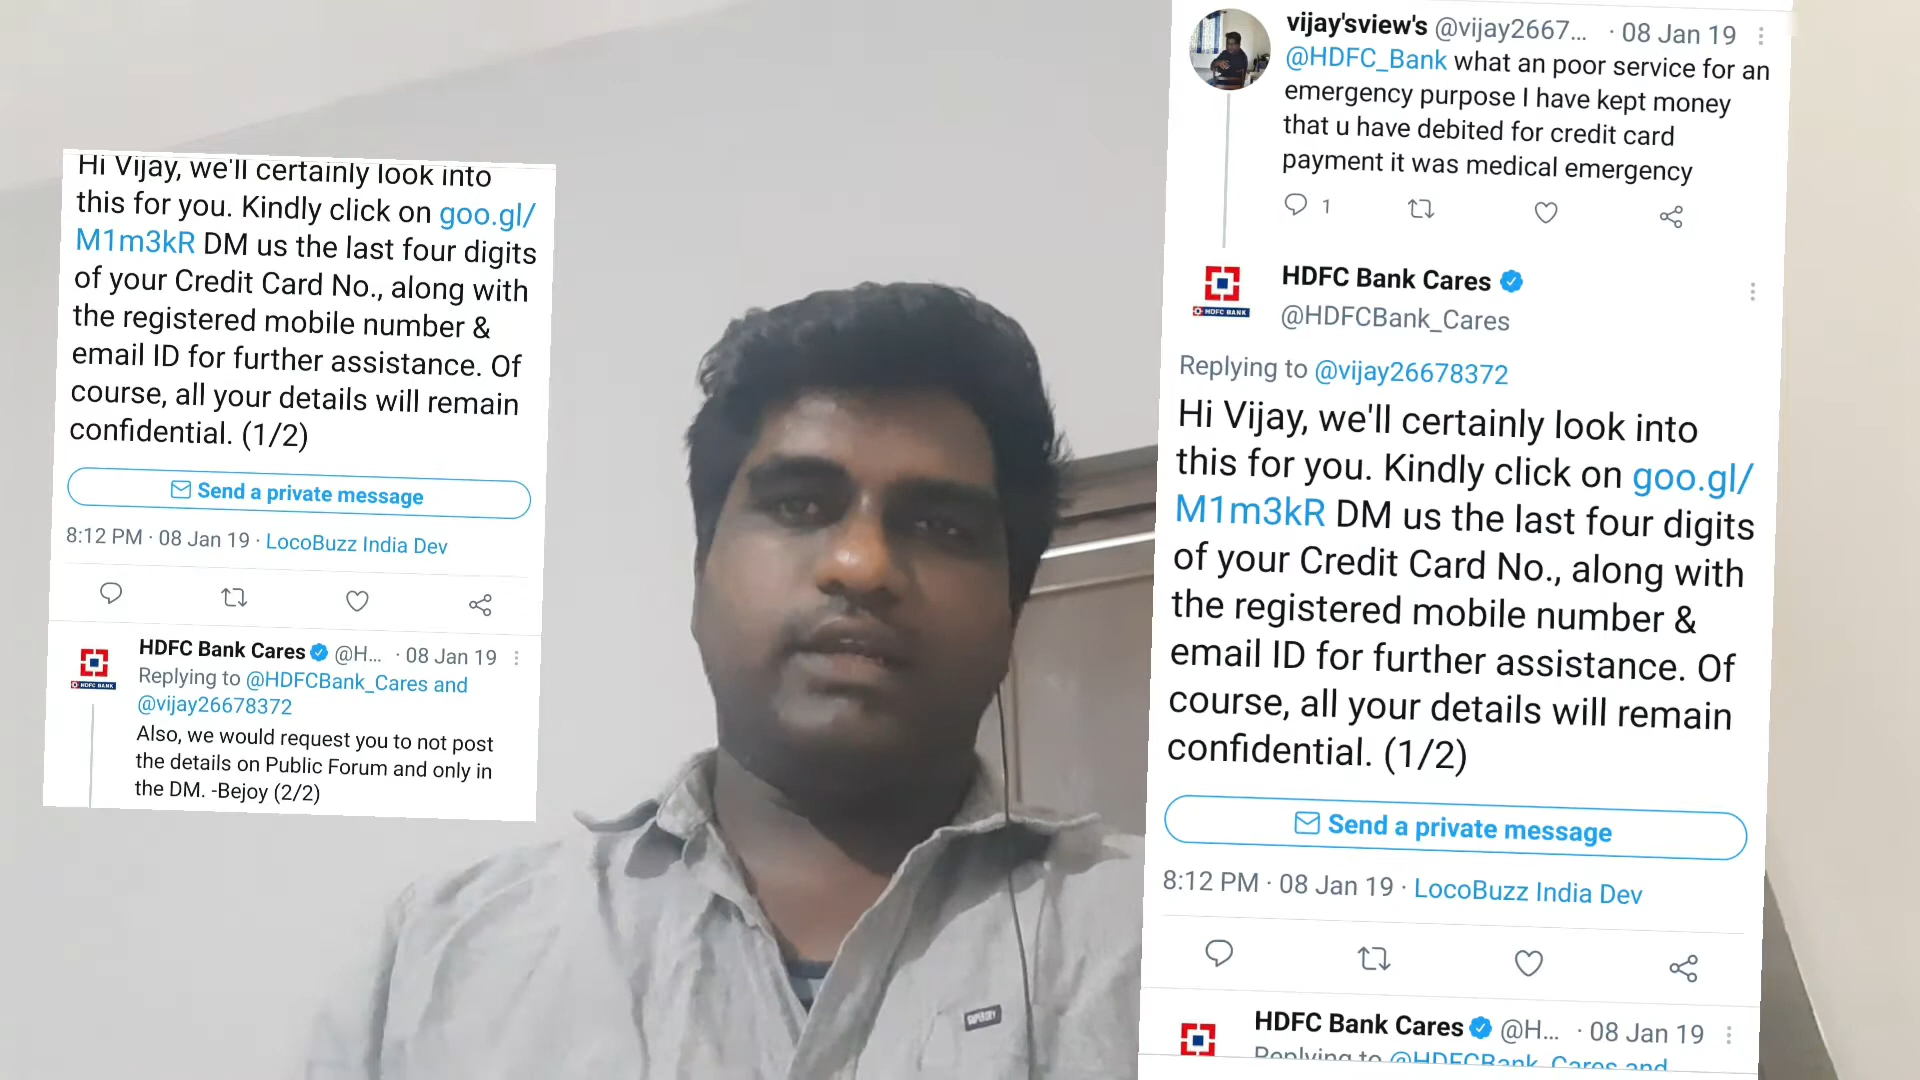 Hi Vijay, we'll certainly look into
this for you. Kindly click on goo.gl/
M1m3kR DM us the last four digits
of your Credit Card No., along with
the registered mobile number &
email ID for further assistance. Of
course, all your details will remain
confidential. (1/2)
Send a private message
8:12 PM · 08 Jan 19 · LocoBuzz India Dev
HDFC Bank Cares @H... · 08 Jan 19
HDFC BANK
Replying to @HDFCBank_Cares and
@vijay26678372
Also, we would request you to not post
the details on Public Forum and only in
the DM. -Bejoy (2/2)
SUPERDRY
vijay'sview's @vijay2667... · 08 Jan 19
@HDFC_Bank what an poor service for an
emergency purpose I have kept money
that u have debited for credit card
payment it was medical emergency
1
HDFC Bank Cares
HDFC BANK
@HDFCBank_Cares
Replying to @vijay26678372
Hi Vijay, we'll certainly look into
this for you. Kindly click on goo.gl/
M1m3kR DM us the last four digits
of your Credit Card No., along with
the registered mobile number &
email ID for further assistance. Of
course, all your details will remain
confidential. (1/2)
Send a private message
8:12 PM · 08 Jan 19 · LocoBuzz India Dev
HDFC Bank Cares @H... · 08 Jan 19
Replying to @HDFCBank_Cares and